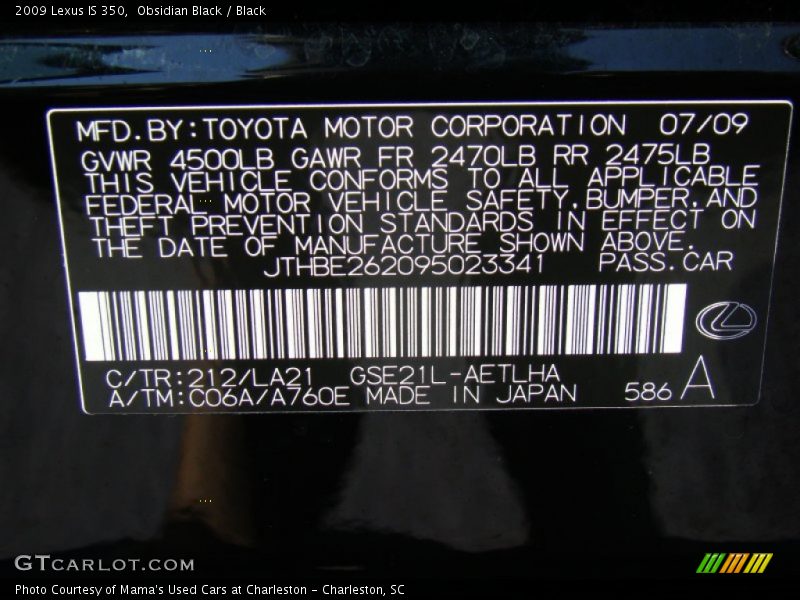 2009 Lexus IS 350, Obsidian Black / Black
MFD. BY: TOYOTA MOTOR CORPORATION 07/09
GVWR 4500LB GAWR FR 2470LB RR 2475LB
THIS VEHICLE CONFORMS TO ALL APPLICABLE
FEDERAL MOTOR VEHICLE SAFETY, BUMPER, AND
THEFT PREVENTION STANDARDS IN EFFECT ON
THE DATE OF MANUFACTURE SHOWN ABOVE.
JTHBE262095023341 PASS. CAR
C/TR: 212/LA21 GSE21L-AETLHA
A/TM: C06A/A760E MADE IN JAPAN 586 A
GTCARLOT.COM
Photo Courtesy of Mama's Used Cars at Charleston - Charleston, SC